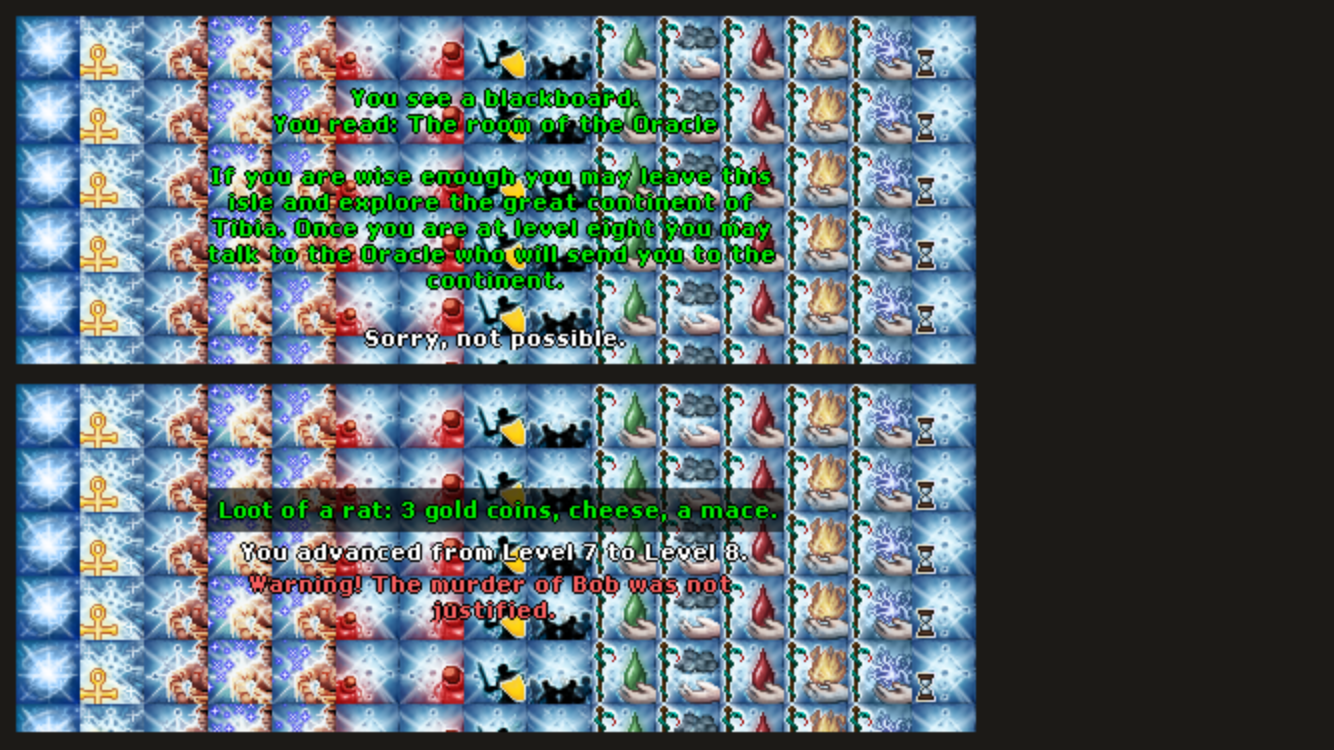 You see a blackboard.
You read: The room of the Oracle
If you are wise enough you may leave this
isle and explore the great continent of
Tibia. Once you are at level eight you may
talk to the Oracle who will send you to the
continent.
Sorry, not possible.
Loot of a rat: 3 gold coins, cheese, a mace.
You advanced from Level 7 to Level 8.
Warning! The murder of Bob was not
justified.